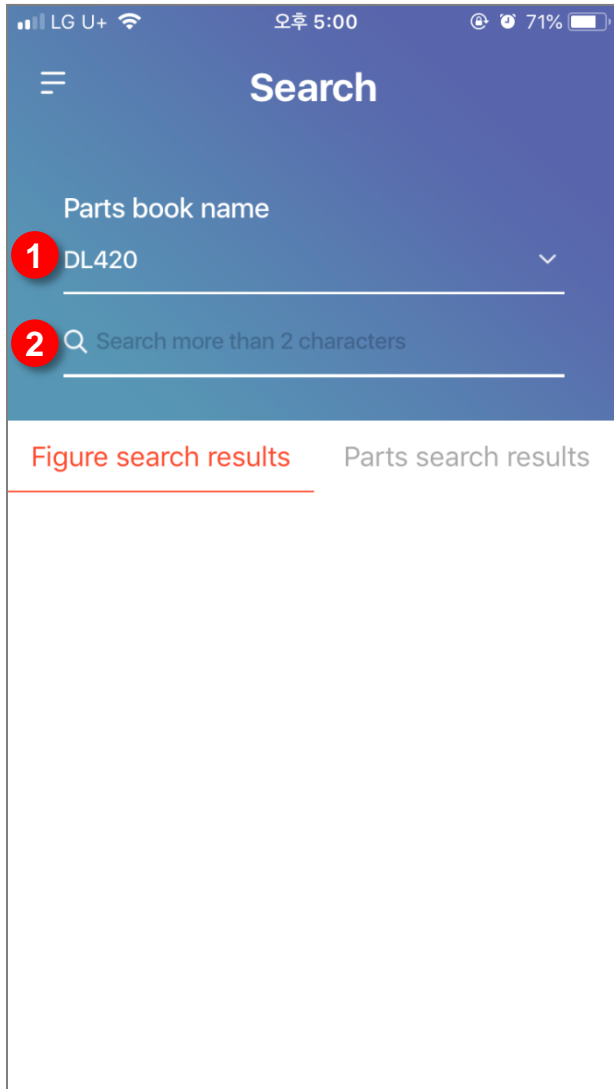 LG U+ 오후 5:00 71%
Search
Parts book name
1 DL420
2 Search more than 2 characters
Figure search results Parts search results